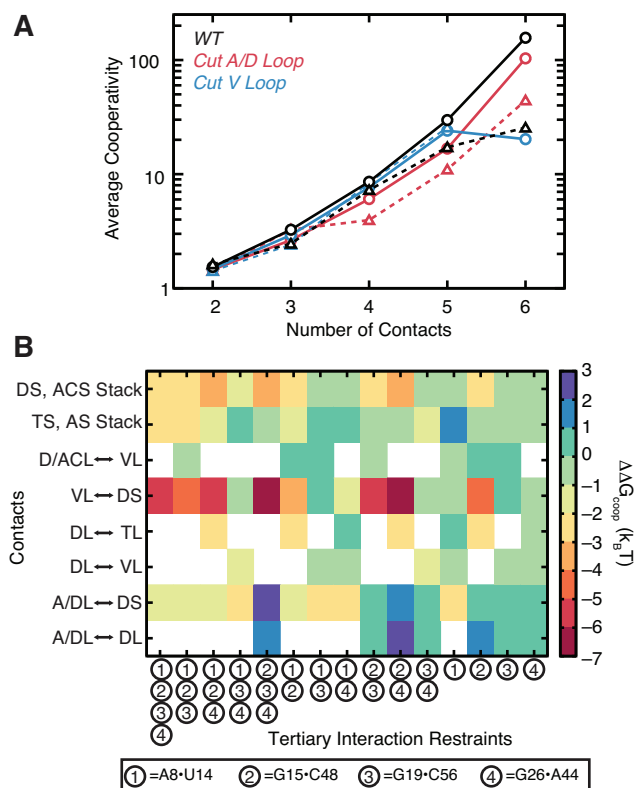 A
WT
Cut A/D Loop
Cut V Loop
Average Cooperativity
100
10
1
2 3 4 5 6
Number of Contacts
B
Contacts
DS, ACS Stack
TS, AS Stack
D/ACL↔VL
VL↔DS
DL↔TL
DL↔VL
A/DL↔DS
A/DL↔DL
3
2
1
0
−1
−2
−3
−4
−5
−6
−7
ΔΔG coop (k_B T)
① ① ① ① ② ① ① ① ② ② ③ ① ② ③ ④
② ② ② ③ ③ ② ③ ④ ③ ④ ④
③ ③ ④ ④ ④
④
Tertiary Interaction Restraints
① =A8•U14 ② =G15•C48 ③ =G19•C56 ④ =G26•A44